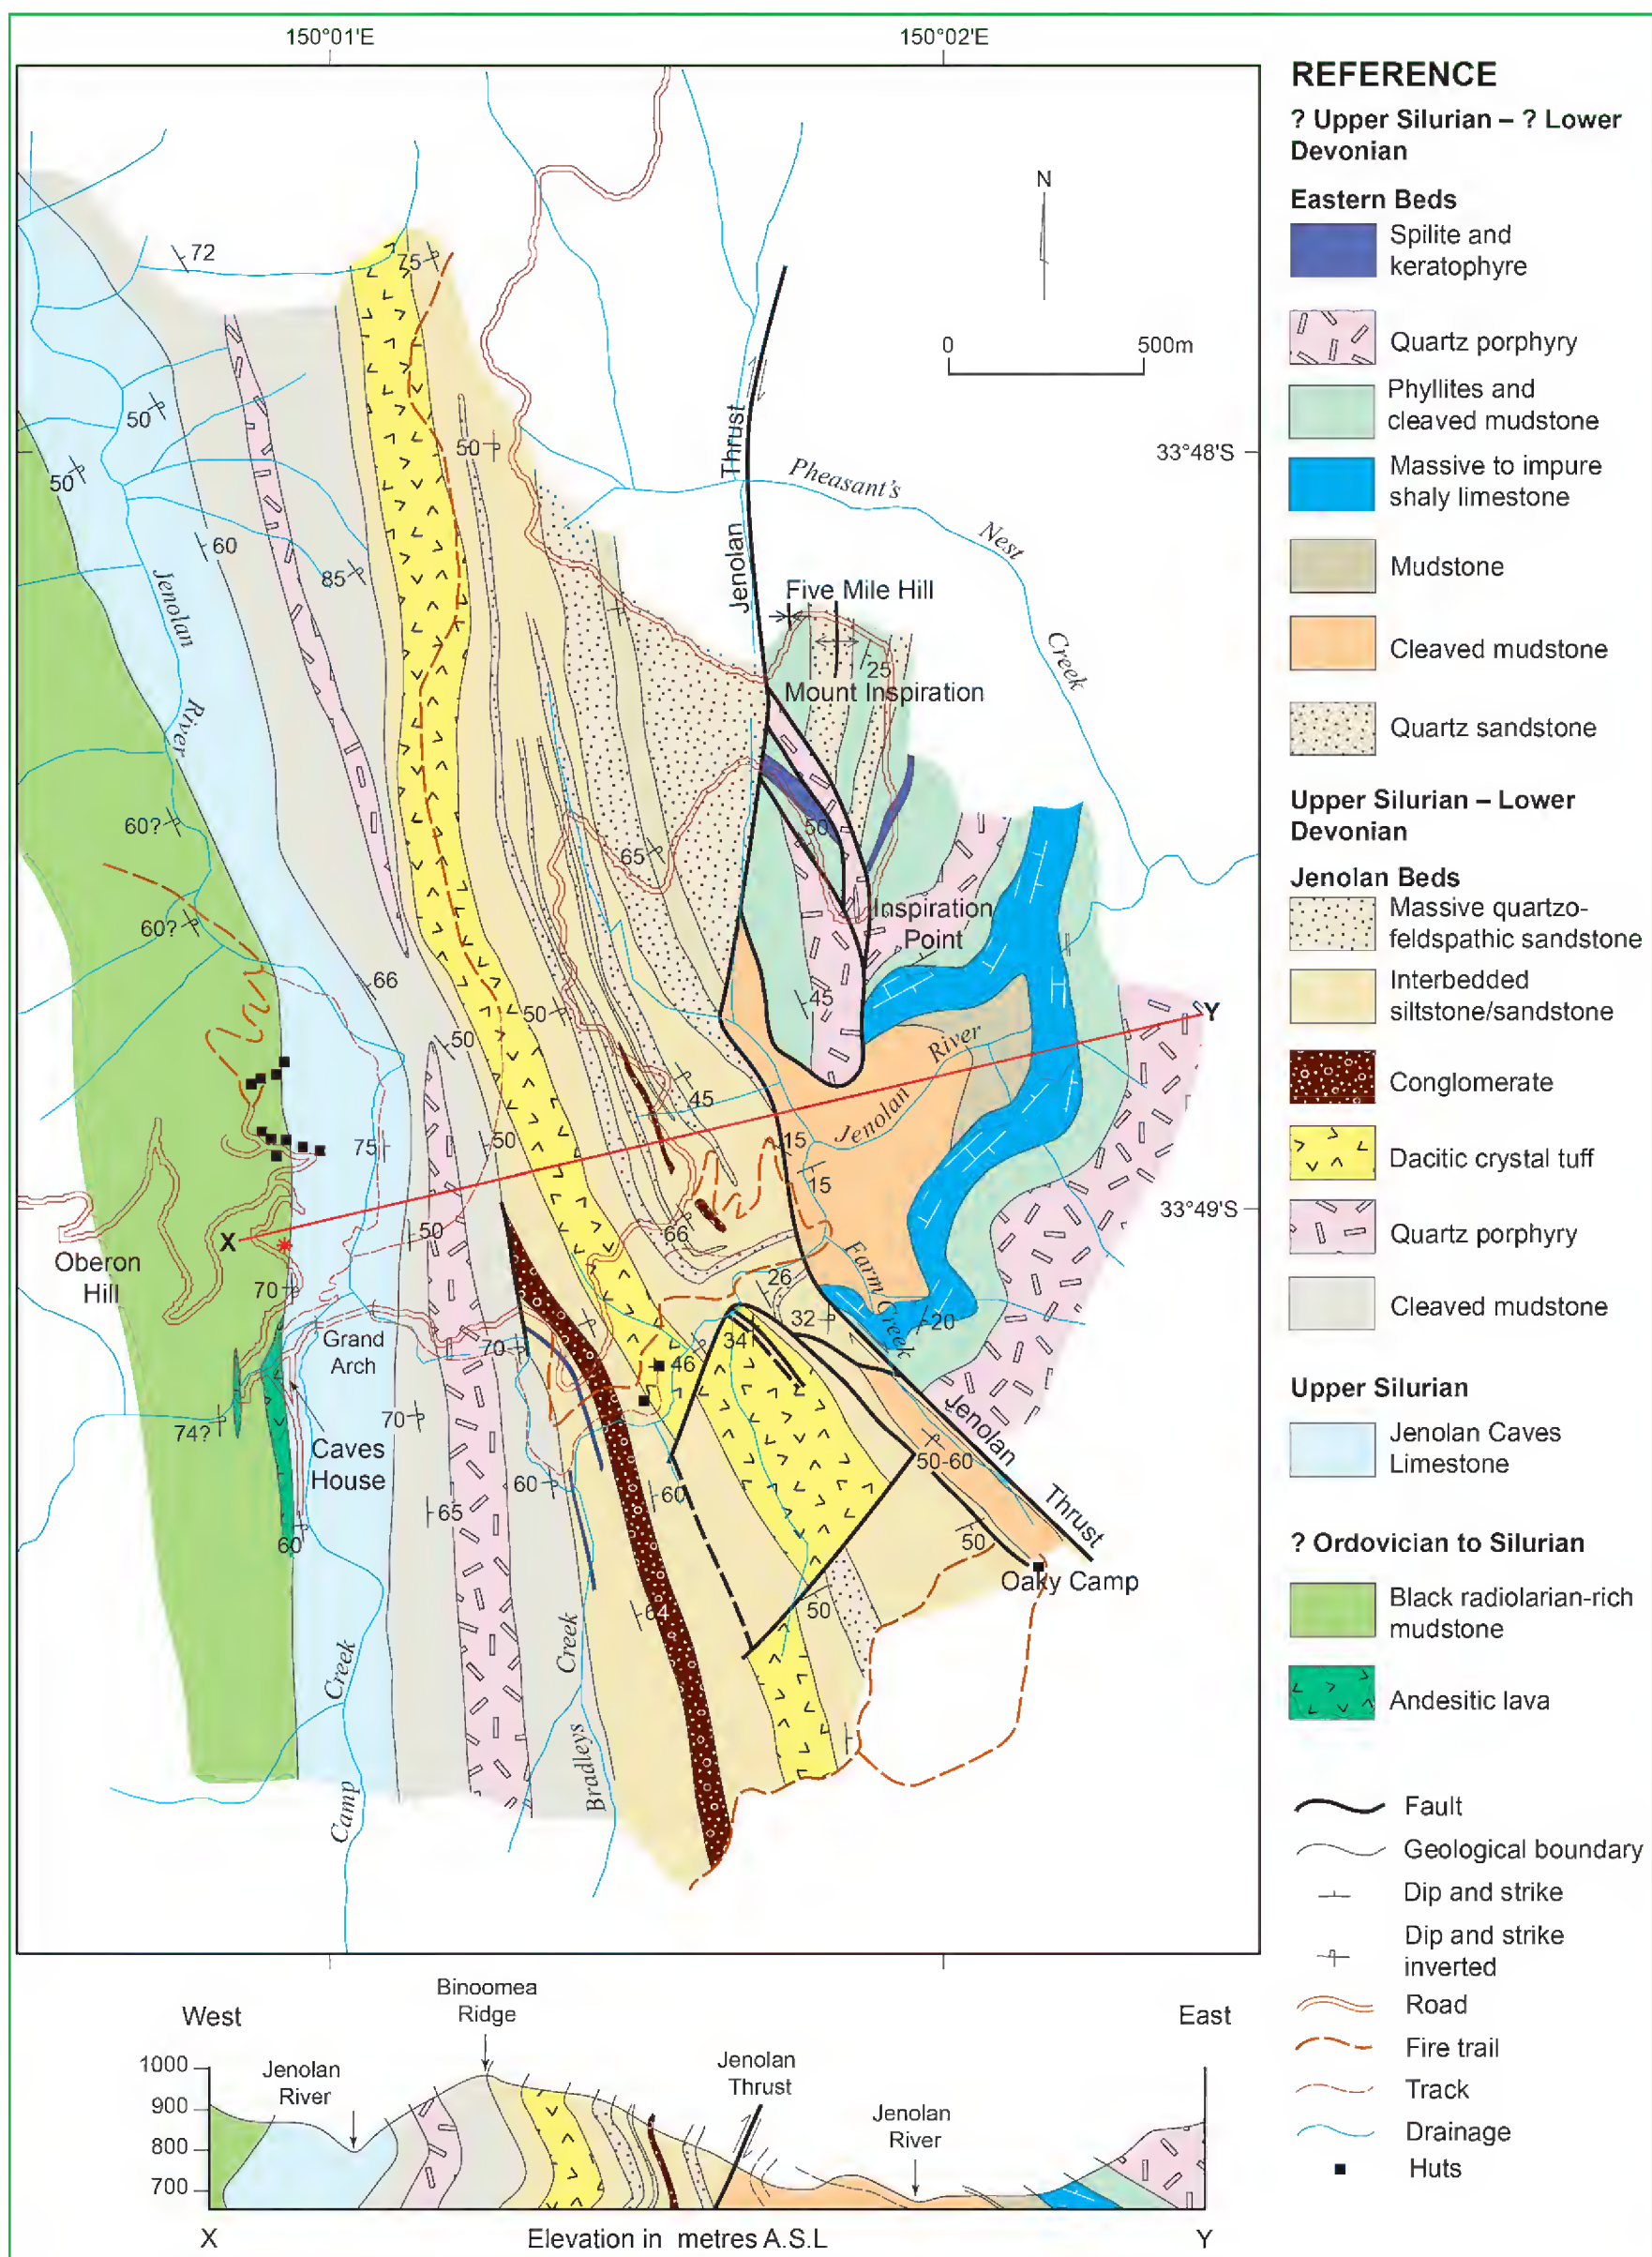 150°01'E
150°02'E
72
75
N
0
500m
50
50
50
33°48'S
Thrust
Jenolan
Pheasant's
Nest
Creek
60
85
Jenolan
River
Five Mile Hill
25
Mount Inspiration
60?
65
50
60?
Inspiration
Point
66
45
50
50
Y
River
Jenolan
45
75
50
15
15
33°49'S
X
50
66
Oberon
Hill
70
26
Farm Creek
32
20
Grand
Arch
70
34
46
74?
70
Jenolan
Thrust
Caves
House
50-60
60
60
65
60
50
Oaky Camp
64
50
Creek
Camp
Creek
Bradleys
REFERENCE
? Upper Silurian – ? Lower
Devonian
Eastern Beds
Spilite and
keratophyre
Quartz porphyry
Phyllites and
cleaved mudstone
Massive to impure
shaly limestone
Mudstone
Cleaved mudstone
Quartz sandstone
Upper Silurian – Lower
Devonian
Jenolan Beds
Massive quartzo-
feldspathic sandstone
Interbedded
siltstone/sandstone
Conglomerate
Dacitic crystal tuff
Quartz porphyry
Cleaved mudstone
Upper Silurian
Jenolan Caves
Limestone
? Ordovician to Silurian
Black radiolarian-rich
mudstone
Andesitic lava
Fault
Geological boundary
Dip and strike
Dip and strike
inverted
Road
Fire trail
Track
Drainage
Huts
West
Binoomea
Ridge
East
1000
900
800
700
Jenolan
River
Jenolan
Thrust
Jenolan
River
X
Elevation in metres A.S.L
Y